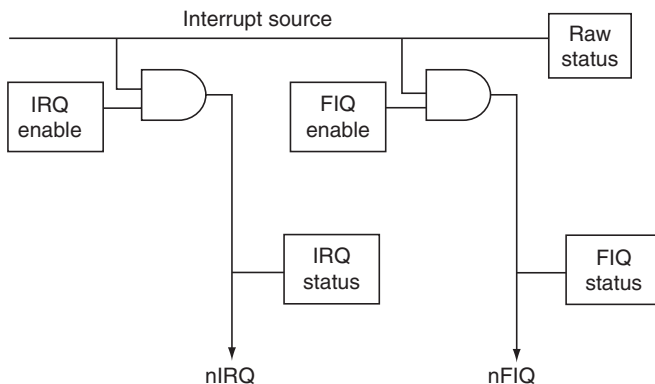 Interrupt source
Raw
status
IRQ
enable
FIQ
enable
IRQ
status
FIQ
status
nIRQ
nFIQ